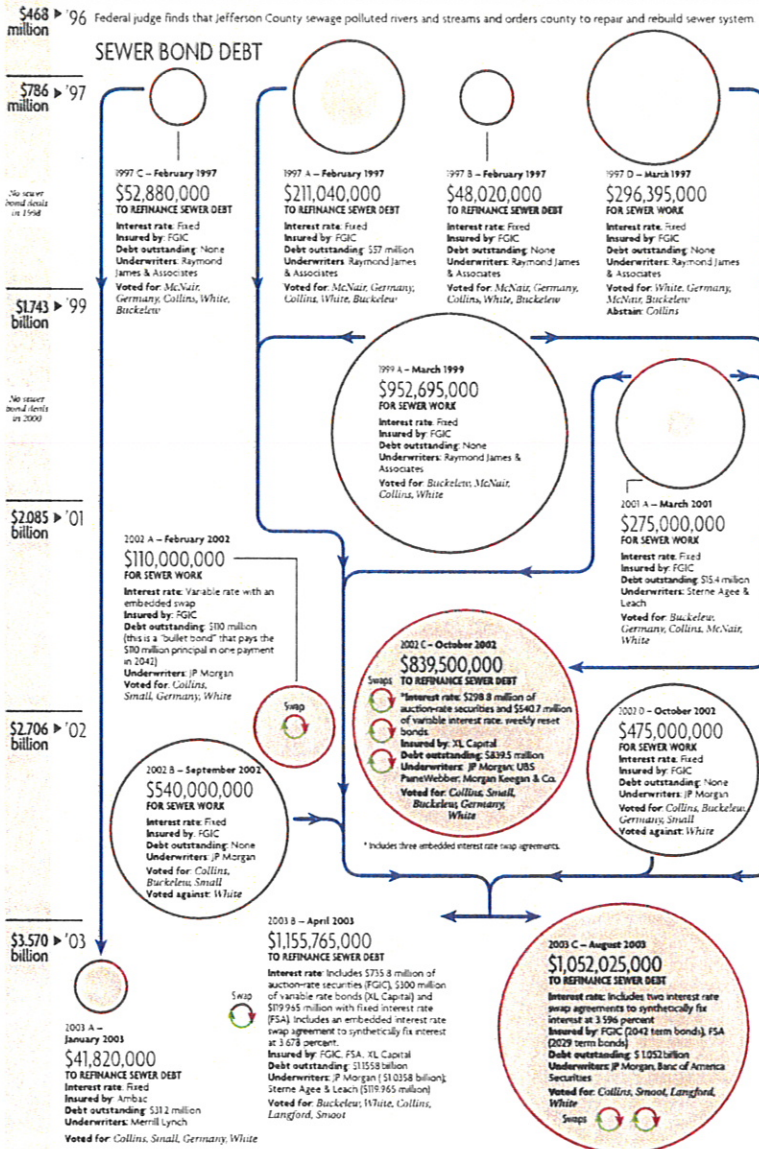 $468 million ▶ '96 Federal judge finds that Jefferson County sewage polluted rivers and streams and orders county to repair and rebuild sewer system
SEWER BOND DEBT
$786 million ▶ '97
No sewer
bond deals
in 1998
1997 C – February 1997
$52,880,000
TO REFINANCE SEWER DEBT
Interest rate: Fixed
Insured by: FGIC
Debt outstanding: None
Underwriters: Raymond
James & Associates
Voted for: McNair,
Germany, Collins, White,
Buckelew
1997 A – February 1997
$211,040,000
TO REFINANCE SEWER DEBT
Interest rate: Fixed
Insured by: FGIC
Debt outstanding: $57 million
Underwriters: Raymond James
& Associates
Voted for: McNair, Germany,
Collins, White, Buckelew
1997 B – February 1997
$48,020,000
TO REFINANCE SEWER DEBT
Interest rate: Fixed
Insured by: FGIC
Debt outstanding: None
Underwriters: Raymond James
& Associates
Voted for: McNair, Germany,
Collins, White, Buckelew
1997 D – March 1997
$296,395,000
FOR SEWER WORK
Interest rate: Fixed
Insured by: FGIC
Debt outstanding: None
Underwriters: Raymond James
& Associates
Voted for: White, Germany,
McNair, Buckelew
Abstain: Collins
$1.743 billion ▶ '99
No sewer
bond deals
in 2000
1999 A – March 1999
$952,695,000
FOR SEWER WORK
Interest rate: Fixed
Insured by: FGIC
Debt outstanding: None
Underwriters: Raymond James &
Associates
Voted for: Buckelew, McNair,
Collins, White
$2.085 billion ▶ '01
2001 A – March 2001
$275,000,000
FOR SEWER WORK
Interest rate: Fixed
Insured by: FGIC
Debt outstanding: $15.4 million
Underwriters: Sterne Agee &
Leach
Voted for: Buckelew,
Germany, Collins, McNair,
White
2002 A – February 2002
$110,000,000
FOR SEWER WORK
Interest rate: Variable rate with an
embedded swap
Insured by: FGIC
Debt outstanding: $110 million
(this is a "bullet bond" that pays the
$110 million principal in one payment
in 2042)
Underwriters: JP Morgan
Voted for: Collins,
Small, Germany, White
Swap
2002 C – October 2002
$839,500,000
TO REFINANCE SEWER DEBT
Swaps
*Interest rate: $298.8 million of
auction-rate securities and $540.7 million
of variable interest rate, weekly reset
bonds.
Insured by: XL Capital
Debt outstanding: $839.5 million
Underwriters: JP Morgan; UBS
PaineWebber; Morgan Keegan & Co.
Voted for: Collins, Small,
Buckelew, Germany,
White
* Includes three embedded interest rate swap agreements.
$2.706 billion ▶ '02
2002 B – September 2002
$540,000,000
FOR SEWER WORK
Interest rate: Fixed
Insured by: FGIC
Debt outstanding: None
Underwriters: JP Morgan
Voted for: Collins,
Buckelew, Small
Voted against: White
2002 D – October 2002
$475,000,000
FOR SEWER WORK
Interest rate: Fixed
Insured by: FGIC
Debt outstanding: None
Underwriters: JP Morgan
Voted for: Collins, Buckelew,
Germany, Small
Voted against: White
$3.570 billion ▶ '03
2003 A –
January 2003
$41,820,000
TO REFINANCE SEWER DEBT
Interest rate: Fixed
Insured by: Ambac
Debt outstanding: $31.2 million
Underwriters: Merrill Lynch
Voted for: Collins, Small, Germany, White
Swap
2003 B – April 2003
$1,155,765,000
TO REFINANCE SEWER DEBT
Interest rate: Includes $735.8 million of
auction-rate securities (FGIC), $300 million
of variable rate bonds (XL Capital) and
$119.965 million with fixed interest rate
(FSA). Includes an embedded interest rate
swap agreement to synthetically fix interest
at 3.678 percent.
Insured by: FGIC, FSA, XL Capital
Debt outstanding: $1.1558 billion
Underwriters: JP Morgan ($1.0358 billion);
Sterne Agee & Leach ($119.965 million)
Voted for: Buckelew, White, Collins,
Langford, Smoot
2003 C – August 2003
$1,052,025,000
TO REFINANCE SEWER DEBT
Interest rate: Includes two interest rate
swap agreements to synthetically fix
interest at 3.596 percent
Insured by: FGIC (2042 term bonds), FSA
(2029 term bonds)
Debt outstanding: $1.1052 billion
Underwriters: JP Morgan, Banc of America
Securities
Voted for: Collins, Smoot, Langford,
White
Swaps